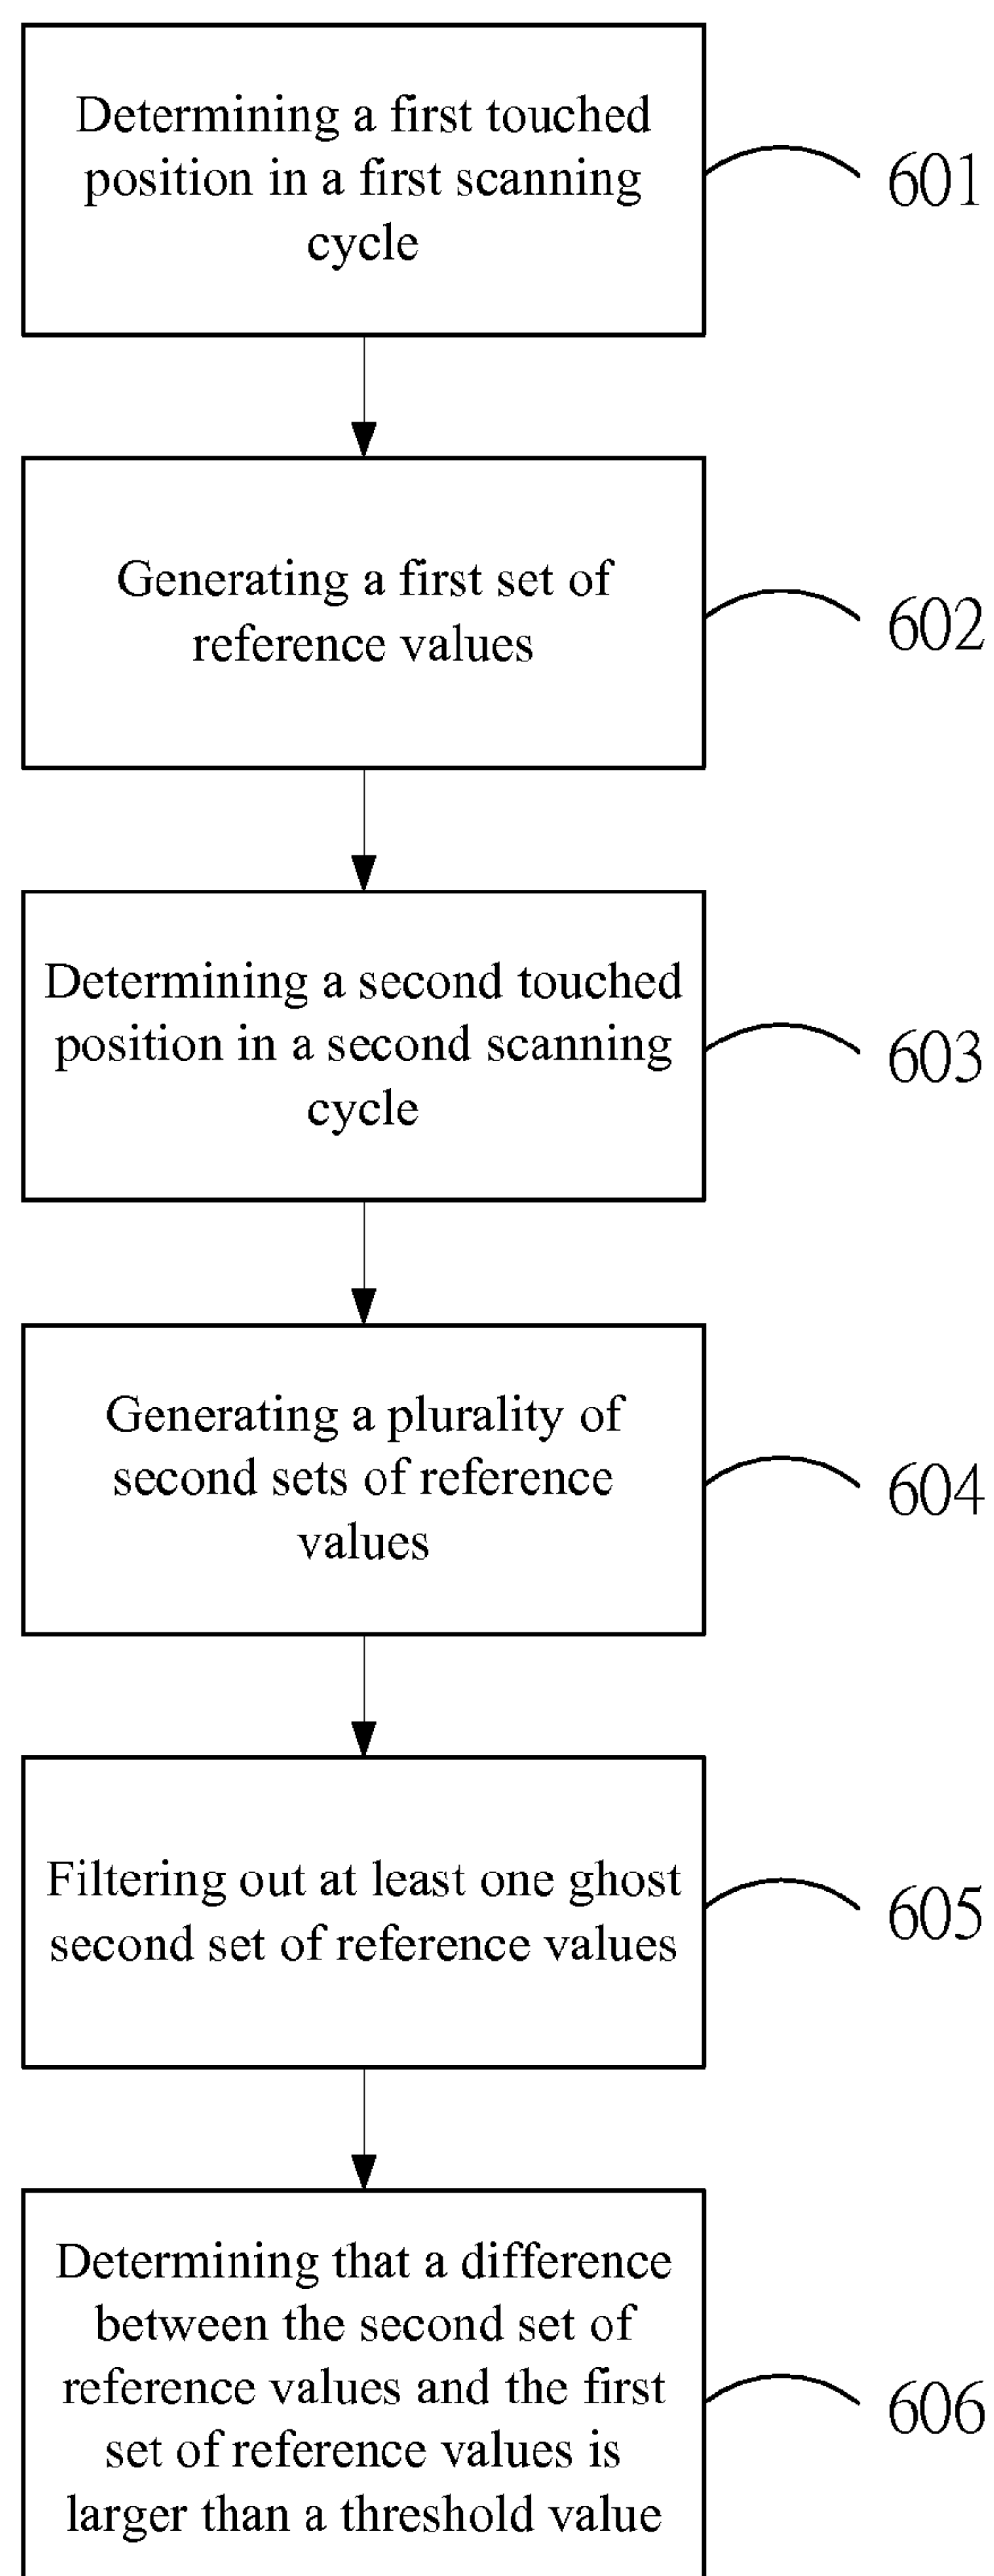 Determining a first touched
position in a first scanning
cycle
601
Generating a first set of
reference values
602
Determining a second touched
position in a second scanning
cycle
603
Generating a plurality of
second sets of reference
values
604
Filtering out at least one ghost
second set of reference values
605
Determining that a difference
between the second set of
reference values and the first
set of reference values is
larger than a threshold value
606